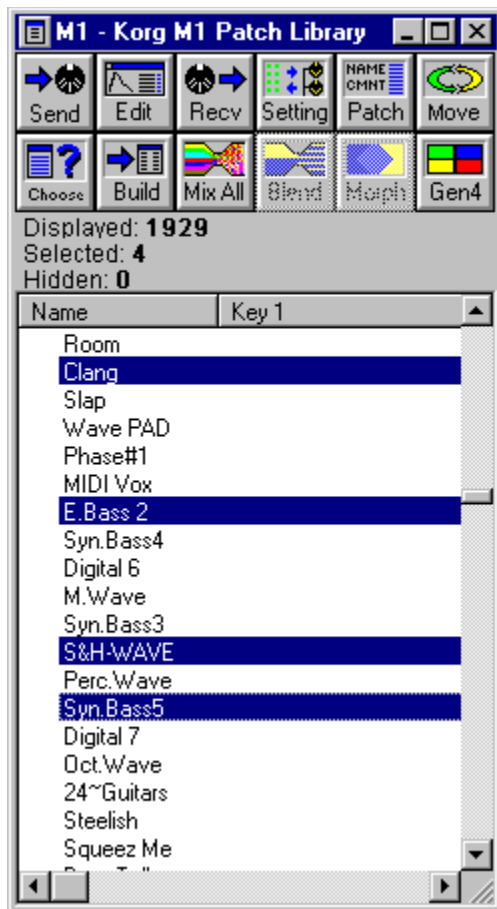 M1 - Korg M1 Patch Library
Send Edit Recv Setting NAME CMNT Patch Move
Choose Build Mix All Blend Morph Gen4
Displayed: 1929
Selected: 4
Hidden: 0
Name Key 1
Room
Clang
Slap
Wave PAD
Phase#1
MIDI Vox
E.Bass 2
Syn.Bass4
Digital 6
M.Wave
Syn.Bass3
S&H-WAVE
Perc.Wave
Syn.Bass5
Digital 7
Oct.Wave
24~Guitars
Steelish
Squeez Me